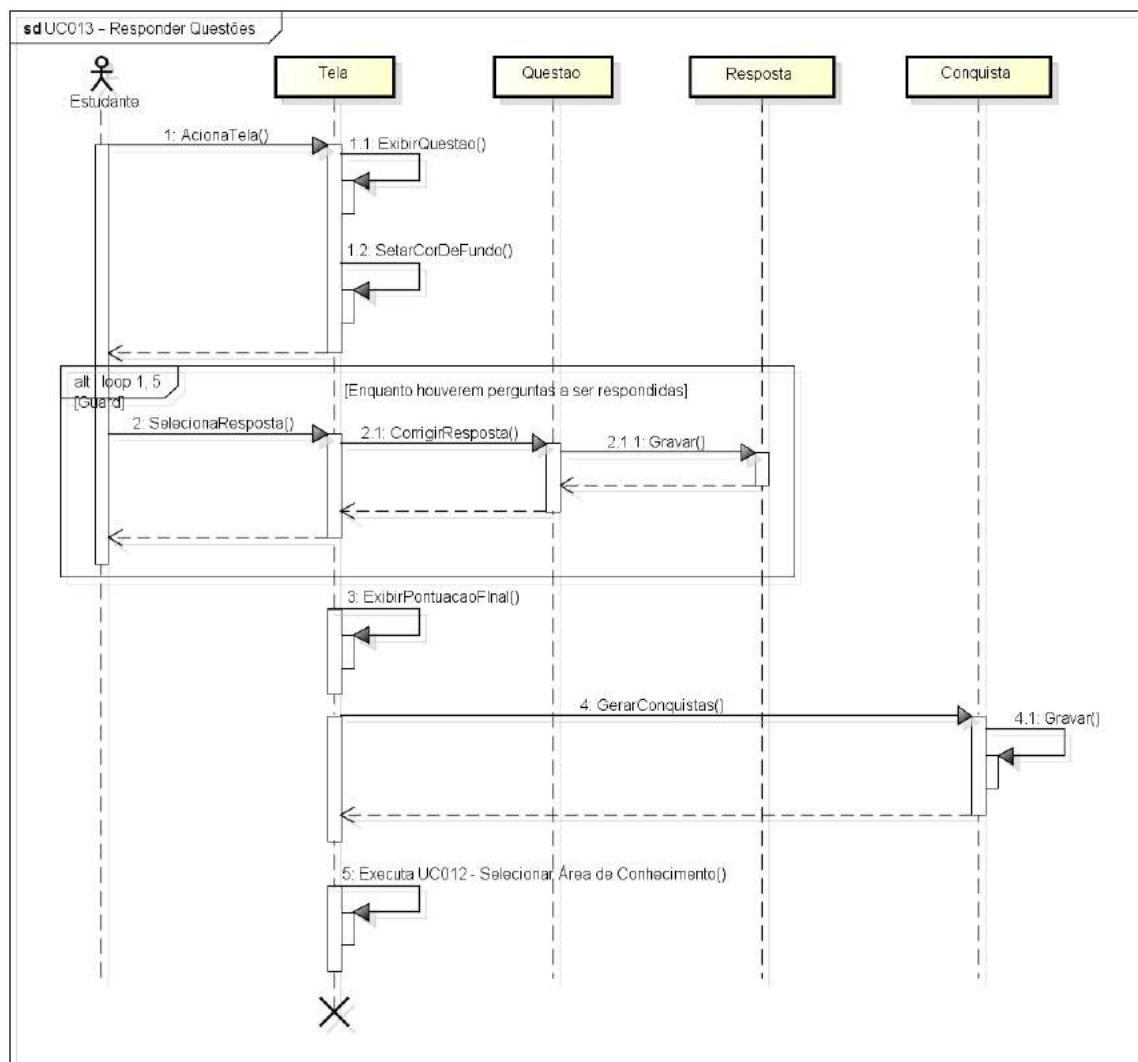 sd UC013 – Responder Questões
Tela
Questao
Resposta
Conquista
: Estudante
1: AcionaTela()
1.1: ExibirQuestao()
1.2: SetarCorDeFundo()
alt loop 1, 5
[Enquanto houverem perguntas a ser respondidas]
[Guard]
2: SelecionaResposta()
2.1: CorrigirResposta()
2.1.1: Gravar()
3: ExibirPontuacaoFInal()
4: GerarConquistas()
4.1: Gravar()
5: Executa UC012 - Selecionar Área de Conhecimento()